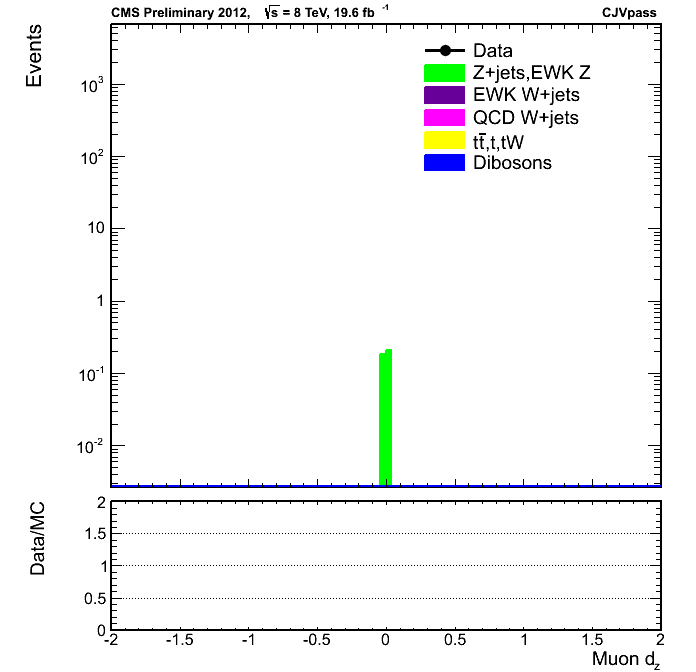 CMS Preliminary 2012, √s = 8 TeV, 19.6 fb⁻¹ CJVpass
Events
Data
Z+jets,EWK Z
EWK W+jets
QCD W+jets
tt̄,t,tW
Dibosons
10³
10²
10
1
10⁻¹
10⁻²
Data/MC
2
1.5
1
0.5
0
-2 -1.5 -1 -0.5 0 0.5 1 1.5 2
Muon d_z